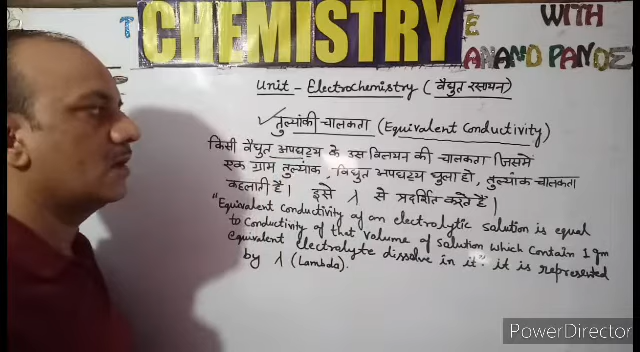 CHEMISTRY
WITH
ANAND PANDE
Unit - Electrochemistry (वैद्युत रसायन)
तुल्यांकी चालकता (Equivalent Conductivity)
किसी वैद्युत अपघट्य के उस विलयन की चालकता जिसमें
एक ग्राम तुल्यांक, विद्युत अपघट्य घुला हो, तुल्यांक चालकता
कहलाती है। इसे λ से प्रदर्शित करते हैं।
"Equivalent conductivity of an electrolytic solution is equal
to conductivity of that volume of solution which contain 1 gm
equivalent electrolyte dissolve in it" it is represented
by λ (Lambda).
PowerDirector